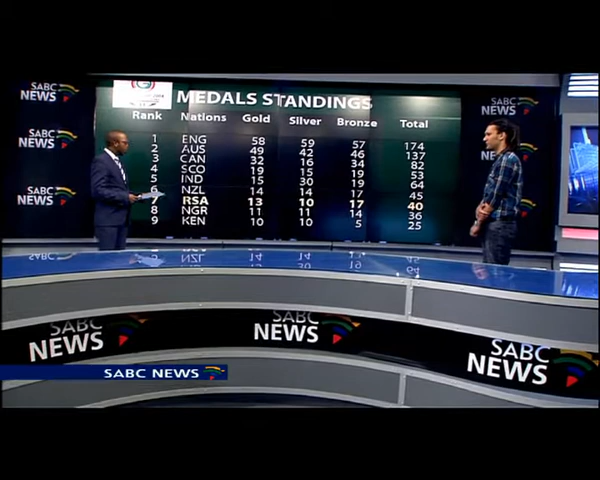 SABC
NEWS
MEDALS STANDINGS
SABC
NEWS
Rank Nations Gold Silver Bronze Total
1 ENG 58 59 57 174
2 AUS 49 42 46 137
3 CAN 32 16 34 82
4 SCO 19 15 19 53
5 IND 15 30 19 64
6 NZL 14 14 17 45
7 RSA 13 10 17 40
8 NGR 11 11 14 36
9 KEN 10 10 5 25
SABC
NEWS
SABC
NEWS
SABC
NEWS
SABC
NEWS
SABC
NEWS
SABC
NEWS
SABC
NEWS
SABC NEWS